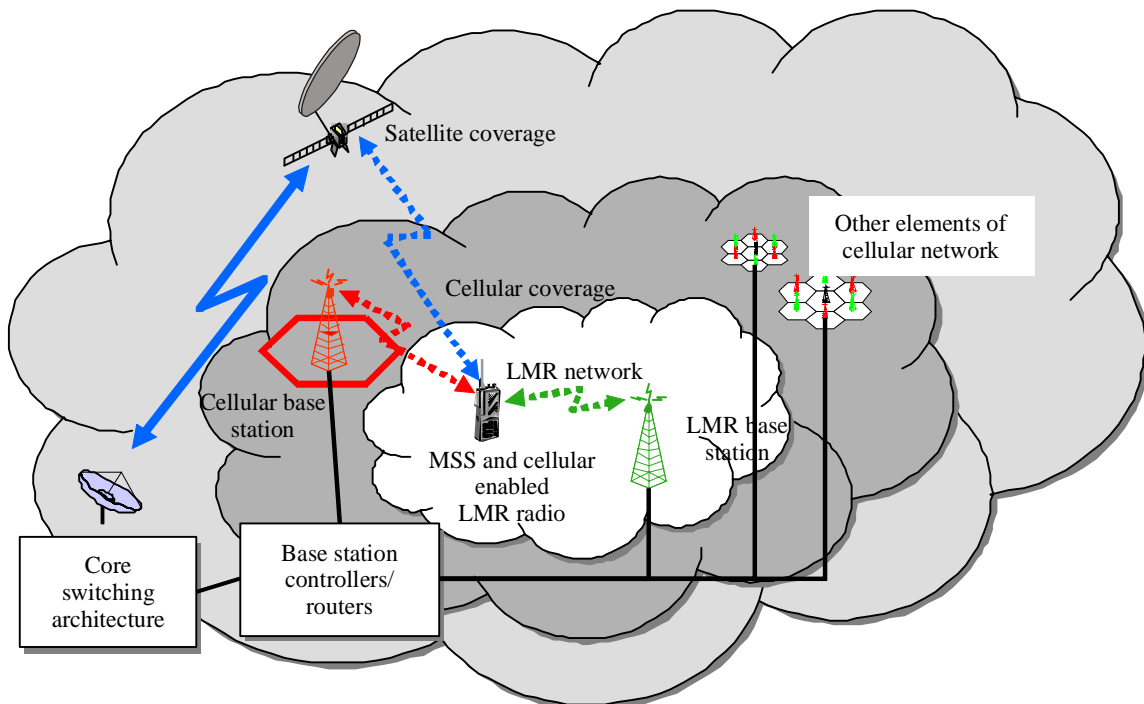 Satellite coverage
Other elements of
cellular network
Cellular coverage
LMR network
Cellular base
station
LMR base
station
MSS and cellular
enabled
LMR radio
Core
switching
architecture
Base station
controllers/
routers